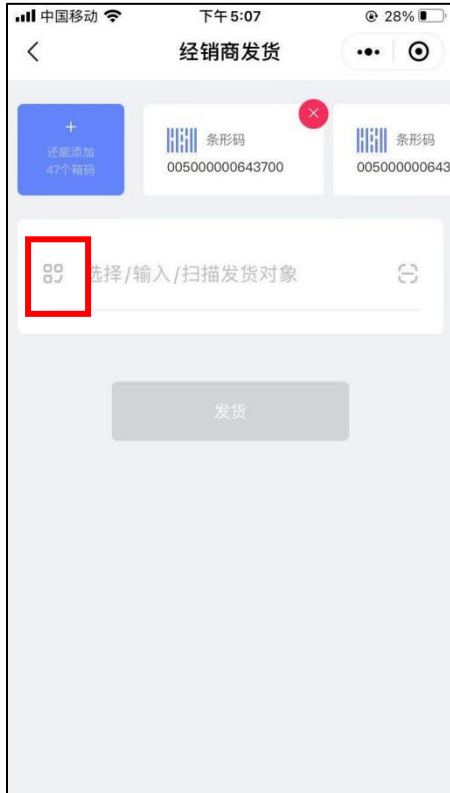 中国移动 下午5:07 28%
经销商发货
+
还能添加
47个箱码
条形码
005000000643700
条形码
005000000643
选择/输入/扫描发货对象
发货